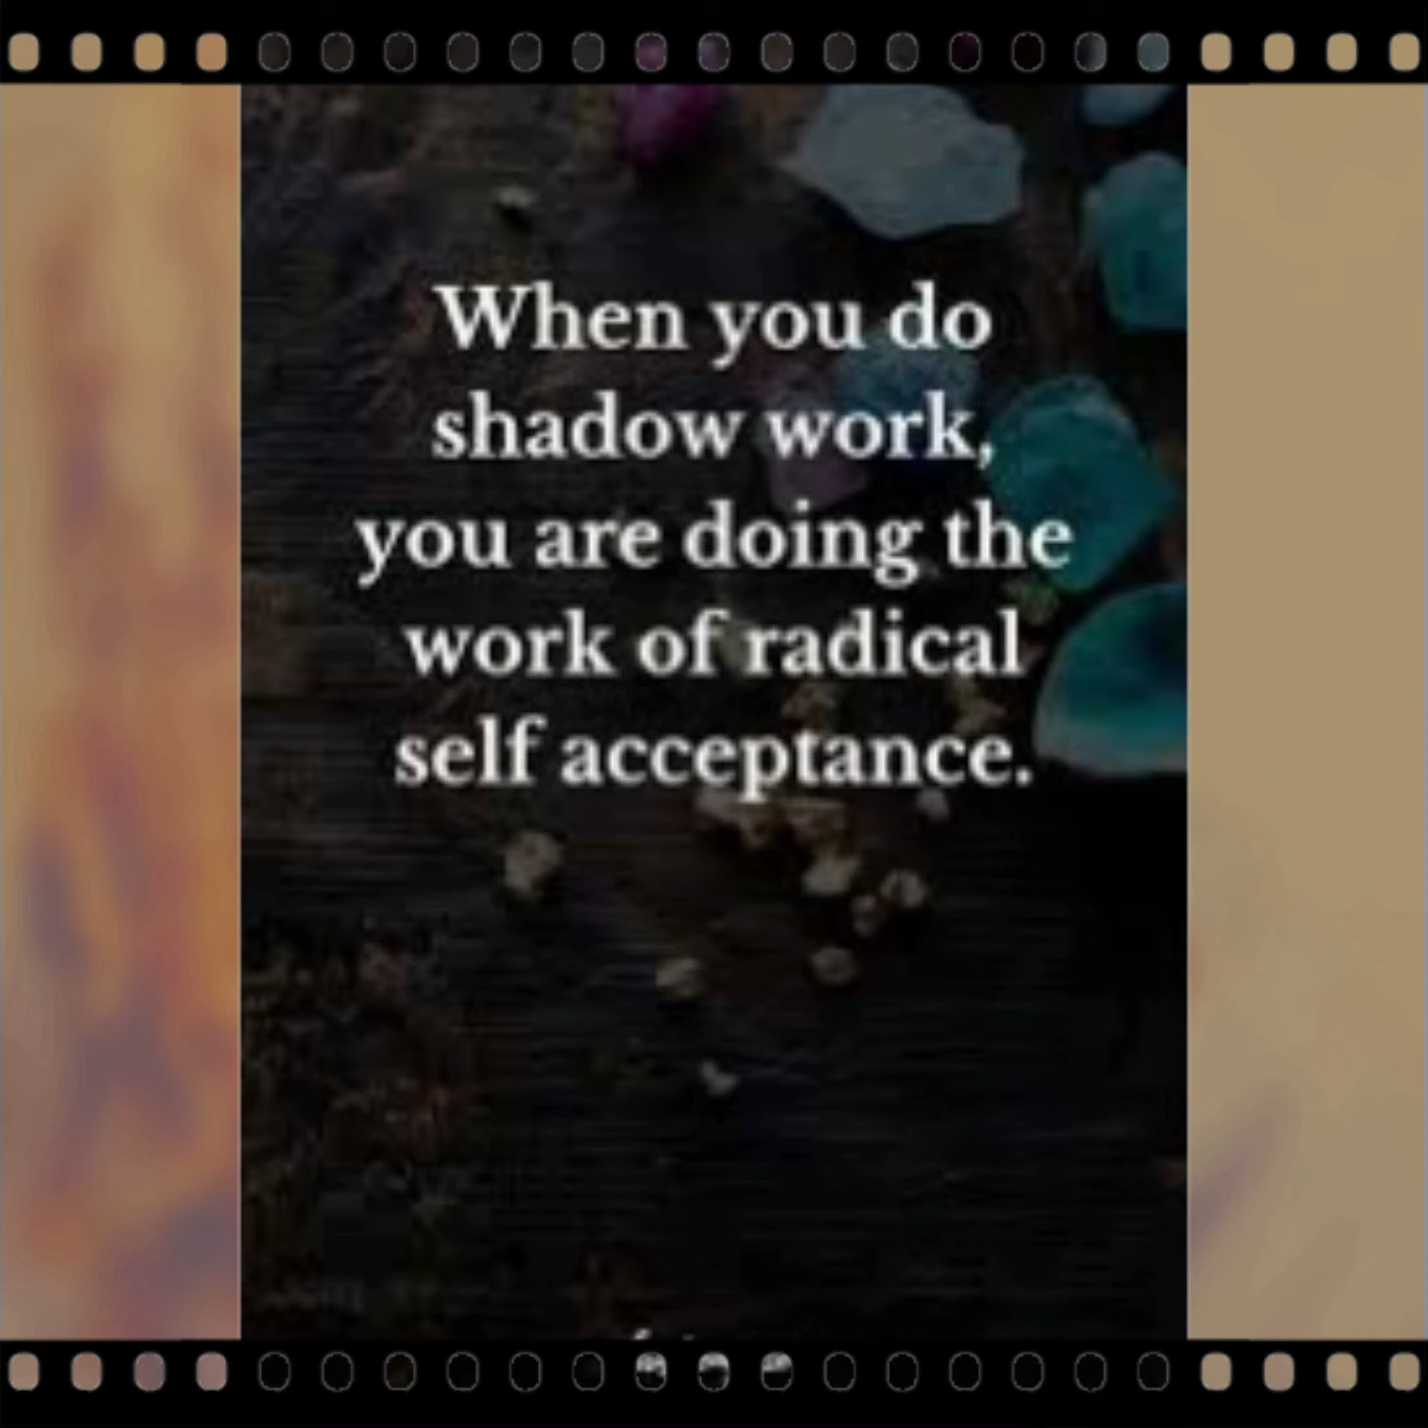 When you do
shadow work,
you are doing the
work of radical
self acceptance.